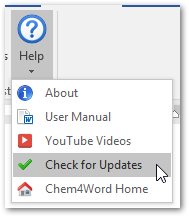 Help
About
User Manual
YouTube Videos
Check for Updates
Chem4Word Home